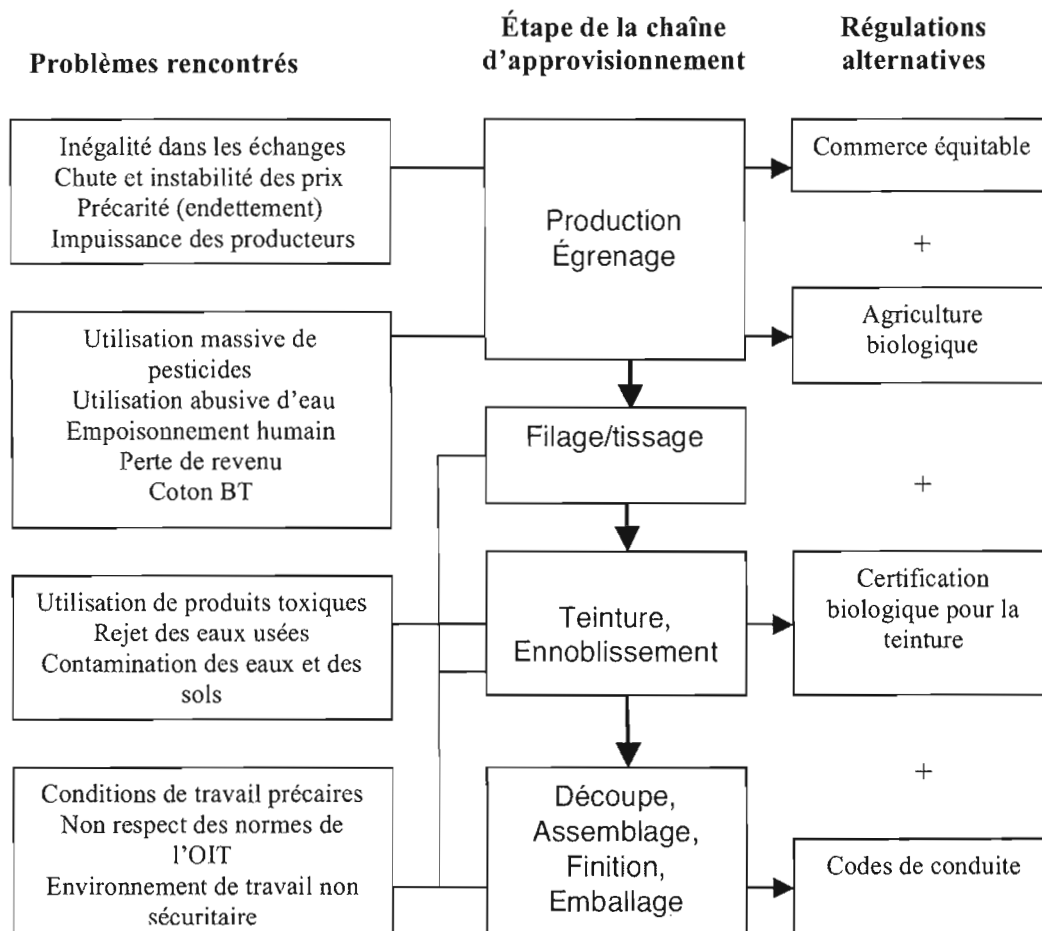 Problèmes rencontrés
Étape de la chaîne
d'approvisionnement
Régulations
alternatives
Inégalité dans les échanges
Chute et instabilité des prix
Précarité (endettement)
Impuissance des producteurs
Production
Égrenage
Commerce équitable
+
Utilisation massive de
pesticides
Utilisation abusive d'eau
Empoisonnement humain
Perte de revenu
Coton BT
Agriculture
biologique
Filage/tissage
+
Utilisation de produits toxiques
Rejet des eaux usées
Contamination des eaux et des
sols
Teinture,
Ennoblissement
Certification
biologique pour la
teinture
+
Conditions de travail précaires
Non respect des normes de
l'OIT
Environnement de travail non
sécuritaire
Découpe,
Assemblage,
Finition,
Emballage
Codes de conduite